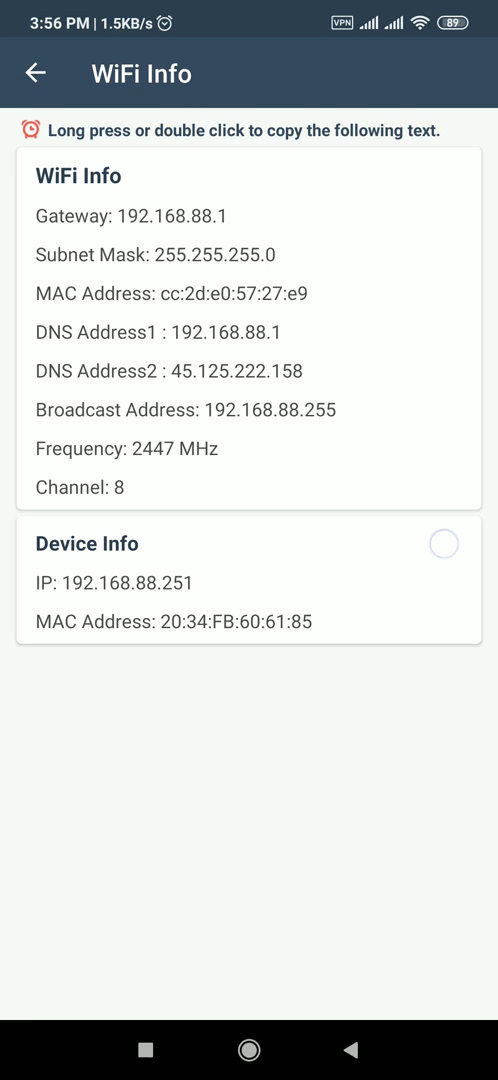 3:56 PM | 1.5KB/s VPN 89
WiFi Info
Long press or double click to copy the following text.
WiFi Info
Gateway: 192.168.88.1
Subnet Mask: 255.255.255.0
MAC Address: cc:2d:e0:57:27:e9
DNS Address1 : 192.168.88.1
DNS Address2 : 45.125.222.158
Broadcast Address: 192.168.88.255
Frequency: 2447 MHz
Channel: 8
Device Info
IP: 192.168.88.251
MAC Address: 20:34:FB:60:61:85